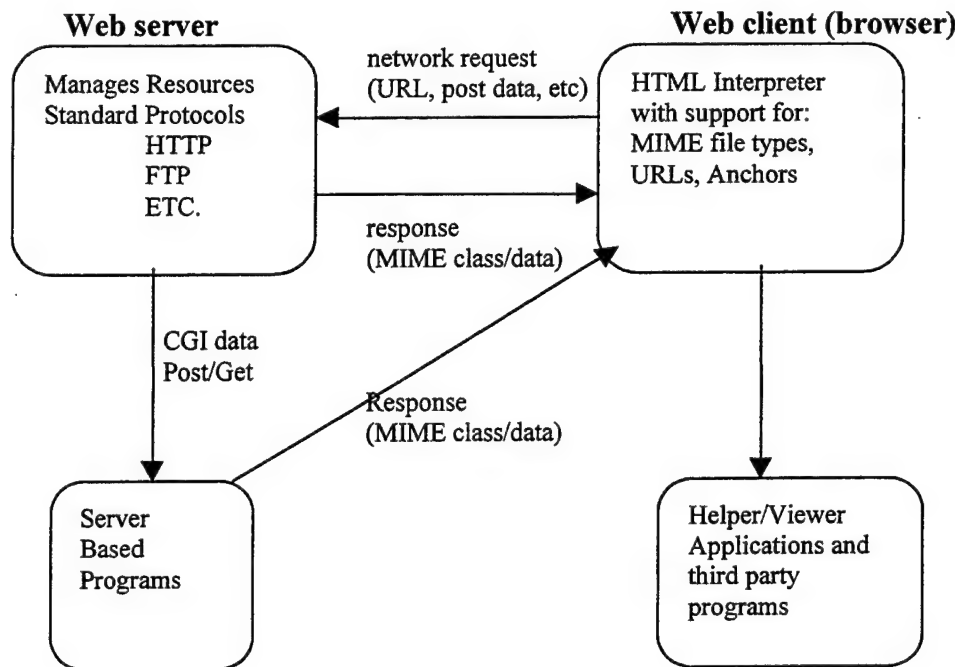 Web server
Web client (browser)
Manages Resources
Standard Protocols
HTTP
FTP
ETC.
network request
(URL, post data, etc)
HTML Interpreter
with support for:
MIME file types,
URLs, Anchors
response
(MIME class/data)
CGI data
Post/Get
Response
(MIME class/data)
Server
Based
Programs
Helper/Viewer
Applications and
third party
programs